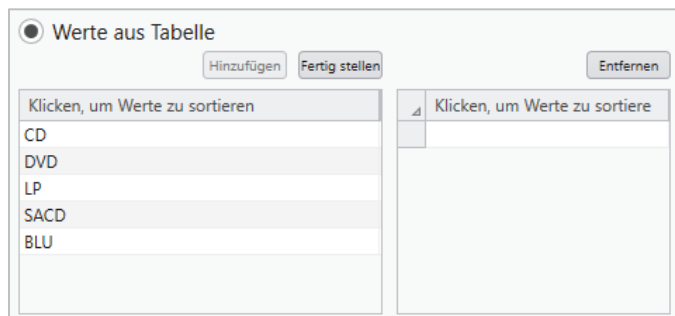 Werte aus Tabelle
Hinzufügen Fertig stellen Entfernen
Klicken, um Werte zu sortieren Klicken, um Werte zu sortiere
CD
DVD
LP
SACD
BLU